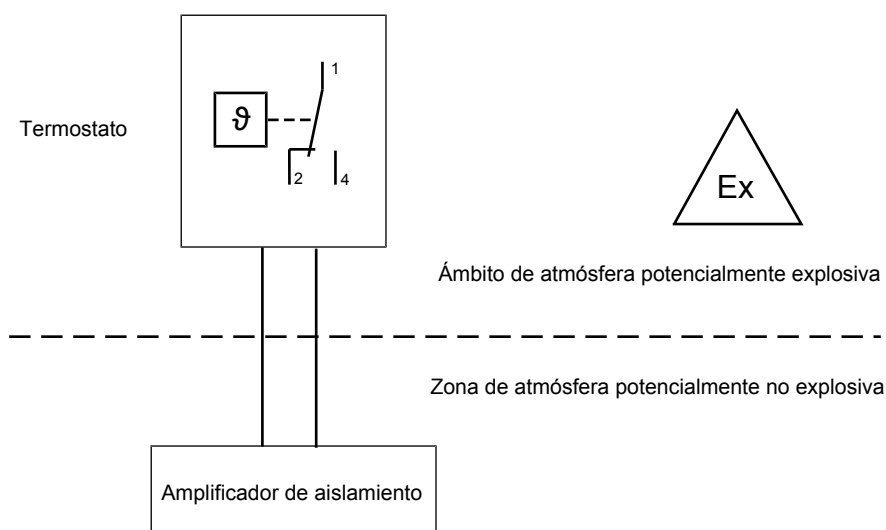 1
Termostato
ϑ
2
4
Ex
Ámbito de atmósfera potencialmente explosiva
Zona de atmósfera potencialmente no explosiva
Amplificador de aislamiento